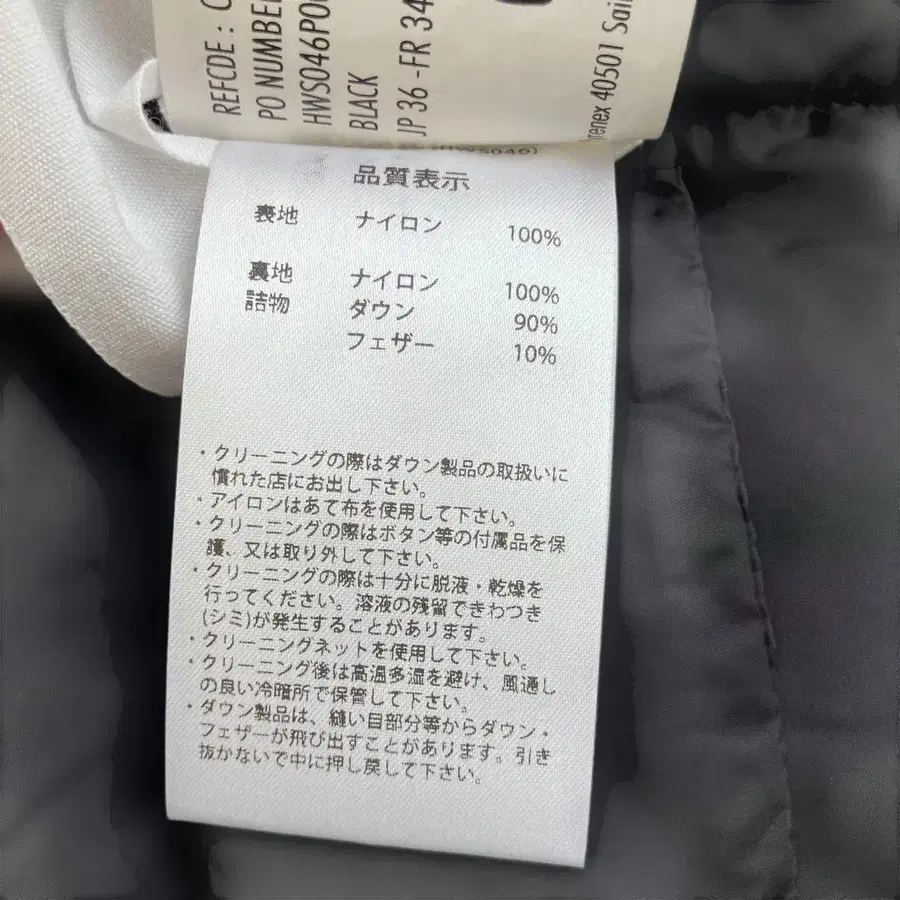 REFCDE : C
PO NUMBER
HWS046P0
BLACK
JP 36 -FR 34
renex 40501 Sai
HWS046)
品質表示
表地 ナイロン 100%
裏地 ナイロン 100%
詰物 ダウン 90%
フェザー 10%
・クリーニングの際はダウン製品の取扱いに
慣れた店にお出し下さい。
・アイロンはあて布を使用して下さい。
・クリーニングの際はボタン等の付属品を保
護、又は取り外して下さい。
・クリーニングの際は十分に脱液・乾燥を
行ってください。溶液の残留できわつき
(シミ)が発生することがあります。
・クリーニングネットを使用して下さい。
・クリーニング後は高温多湿を避け、風通し
の良い冷暗所で保管して下さい。
・ダウン製品は、縫い目部分等からダウン・
フェザーが飛び出すことがあります。引き
抜かないで中に押し戻して下さい。